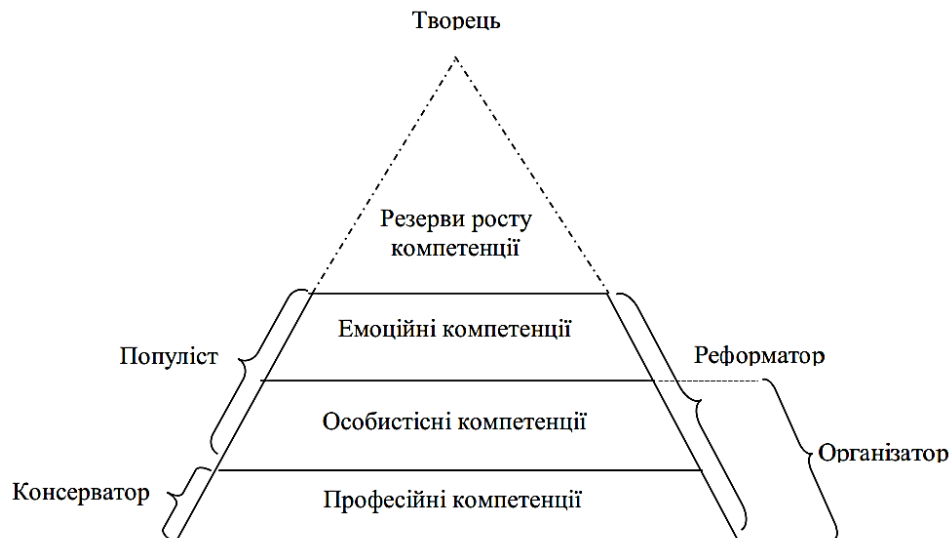 Творець
Резерви росту
компетенції
Емоційні компетенції
Популіст
Реформатор
Особистісні компетенції
Організатор
Консерватор
Професійні компетенції